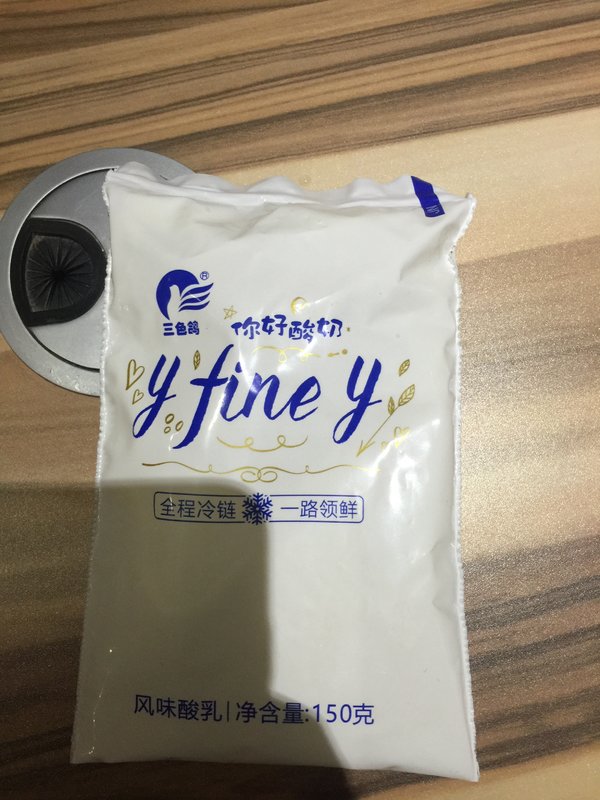 ®
三色鸽
你好酸奶
y fine y
全程冷链 一路领鲜
风味酸乳|净含量:150克